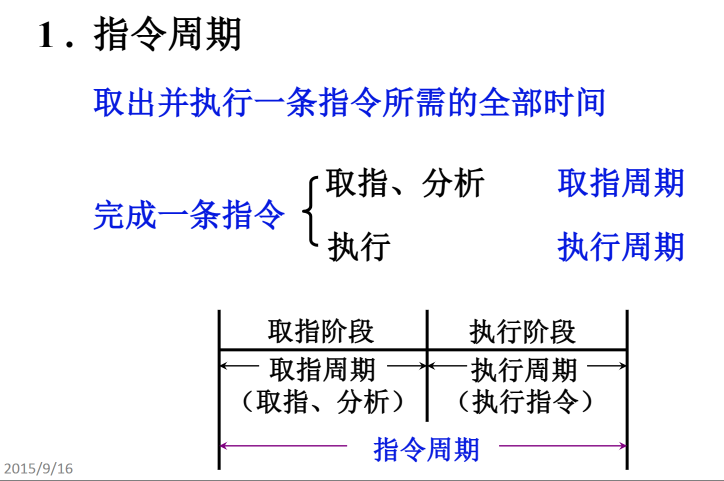 1 . 指令周期
取出并执行一条指令所需的全部时间
取指、分析 取指周期
完成一条指令
执行 执行周期
取指阶段 执行阶段
取指周期 执行周期
（取指、分析） （执行指令）
指令周期
2015/9/16